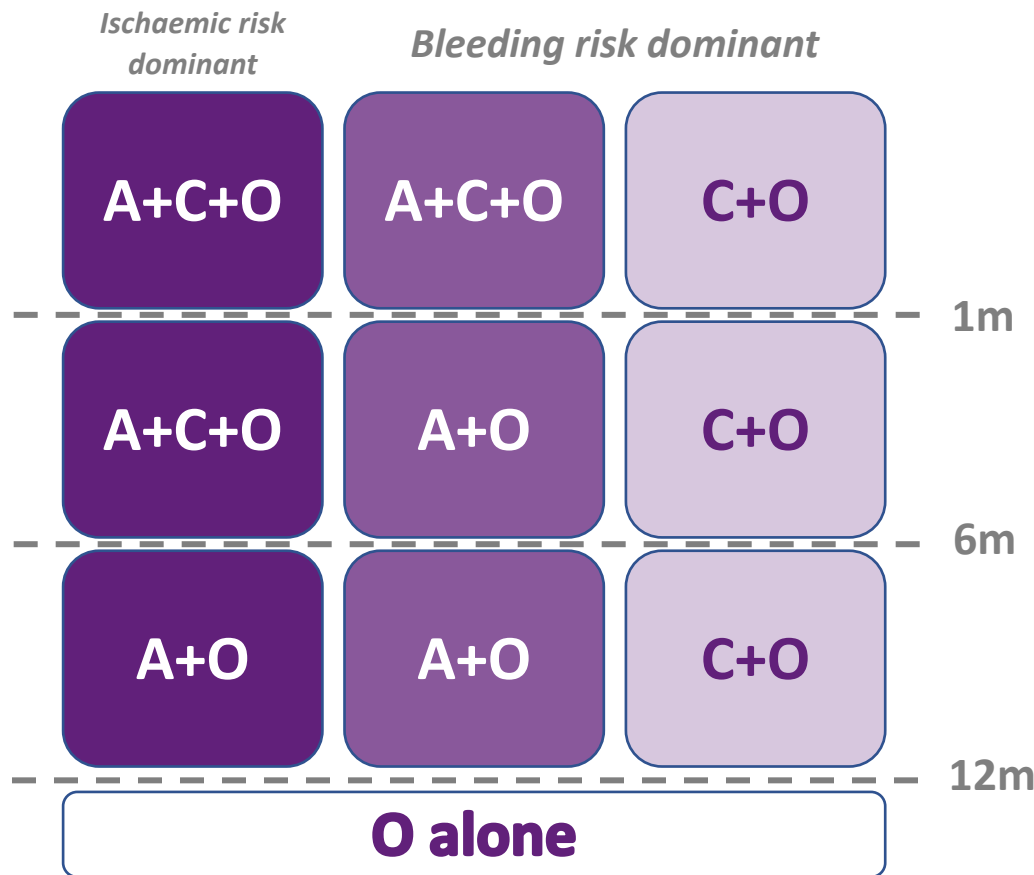 Ischaemic risk
dominant
Bleeding risk dominant
A+C+O
A+C+O
C+O
1m
A+C+O
A+O
C+O
6m
A+O
A+O
C+O
12m
O alone